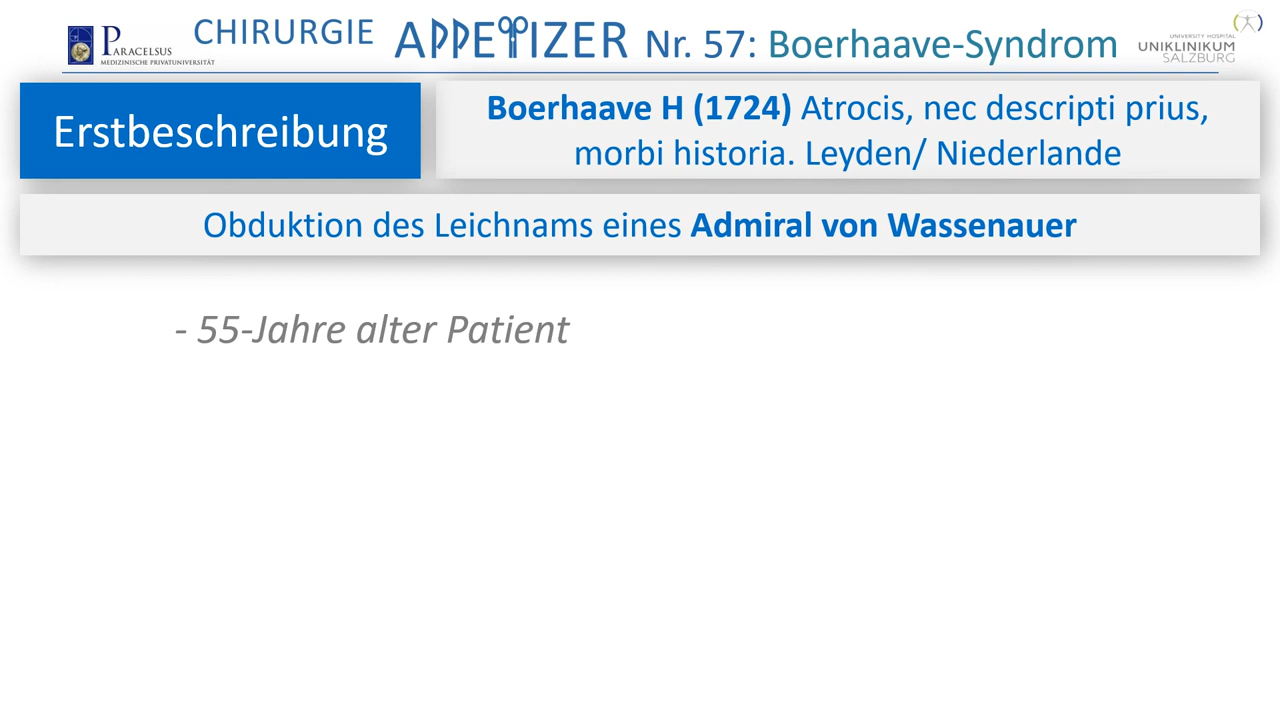 PARACELSUS
MEDIZINISCHE PRIVATUNIVERSITÄT
CHIRURGIE APPETIZER Nr. 57: Boerhaave-Syndrom
UNIVERSITY HOSPITAL
UNIKLINIKUM
SALZBURG
Erstbeschreibung
Boerhaave H (1724) Atrocis, nec descripti prius,
morbi historia. Leyden/ Niederlande
Obduktion des Leichnams eines Admiral von Wassenauer
- 55-Jahre alter Patient